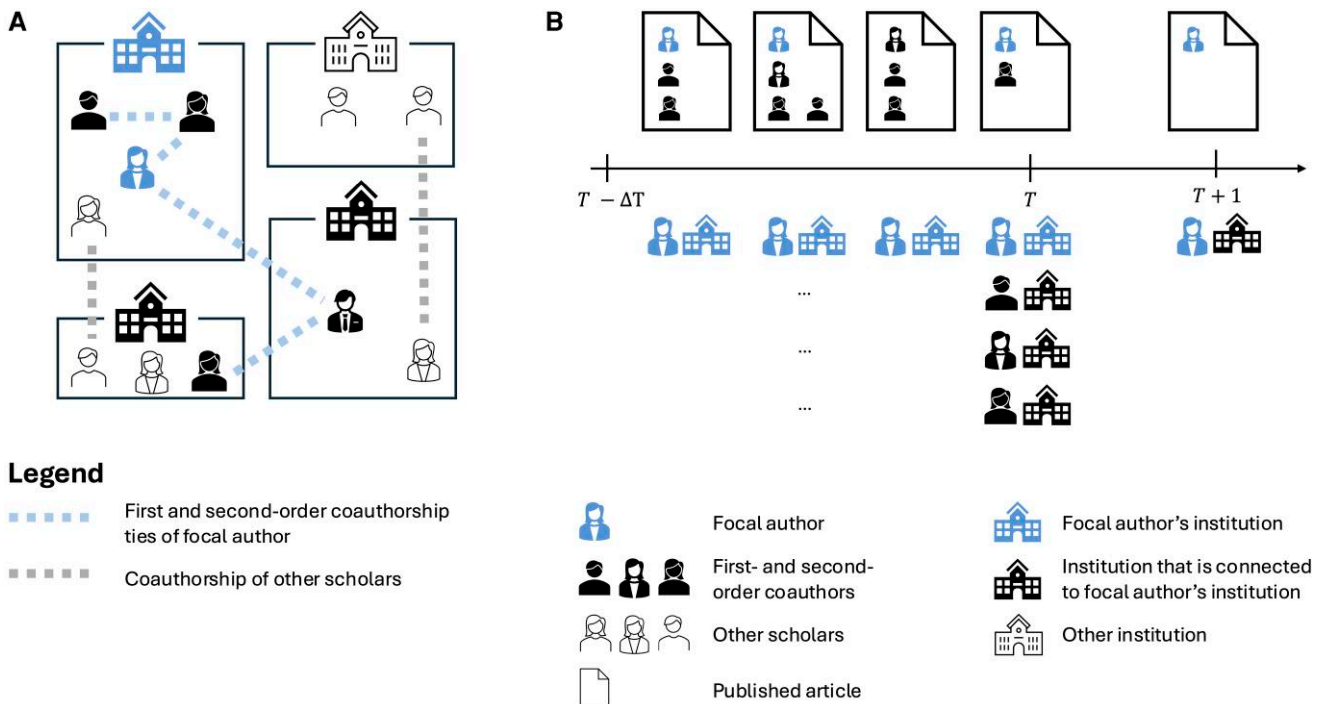 A
B
T − ΔT
T
T + 1
...
...
...
Legend
First and second-order coauthorship
ties of focal author
Coauthorship of other scholars
Focal author
First- and second-
order coauthors
Other scholars
Published article
Focal author's institution
Institution that is connected
to focal author's institution
Other institution